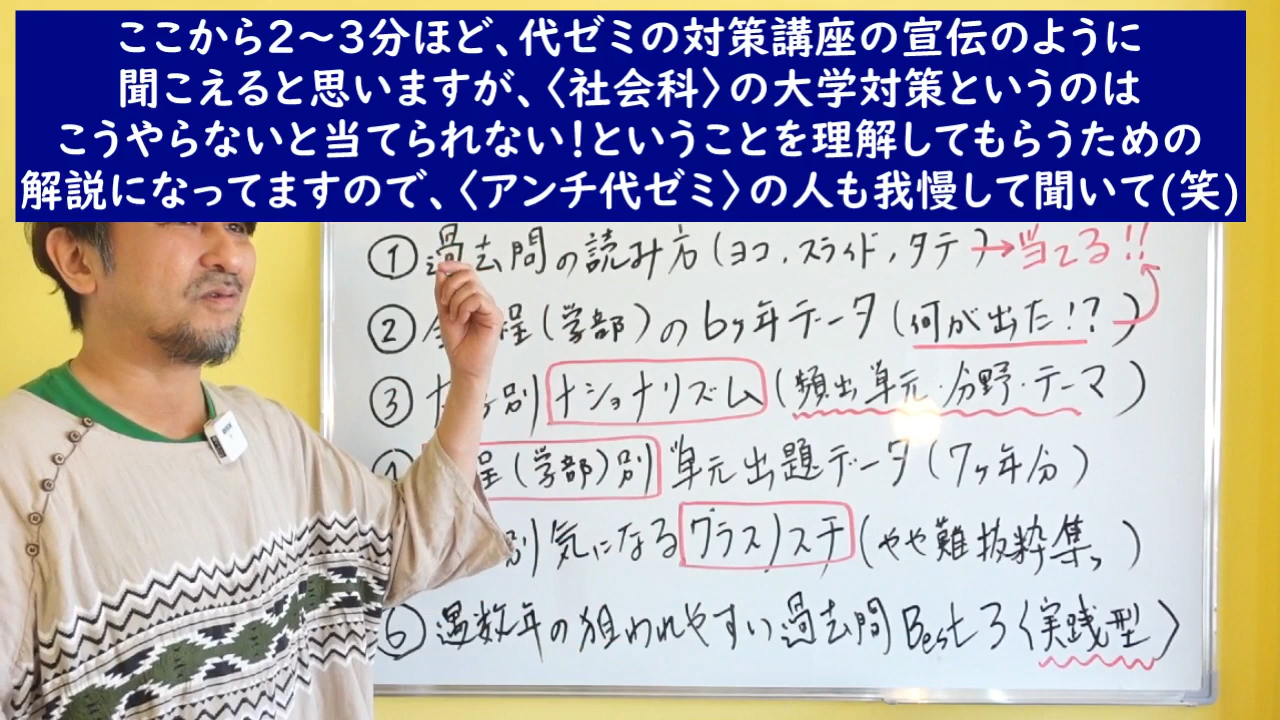 ここから2～3分ほど、代ゼミの対策講座の宣伝のように
聞こえると思いますが、〈社会科〉の大学対策というのは
こうやらないと当てられない!ということを理解してもらうための
解説になってますので、〈アンチ代ゼミ〉の人も我慢して聞いて(笑)
① 過去問の読み方(ヨコ,スライド,タテ)→当てる!!
② 程(学部)の6ヶ年データ(何が出た!?)
③ 別ナショナリズム(頻出単元・分野・テーマ)
程(学部)別単元出題データ(7ヶ年分)
別気になるグラスノスチ(やや難抜粋集。)
⑥ 過数年の狙われやすい過去問Best3〈実践型〉